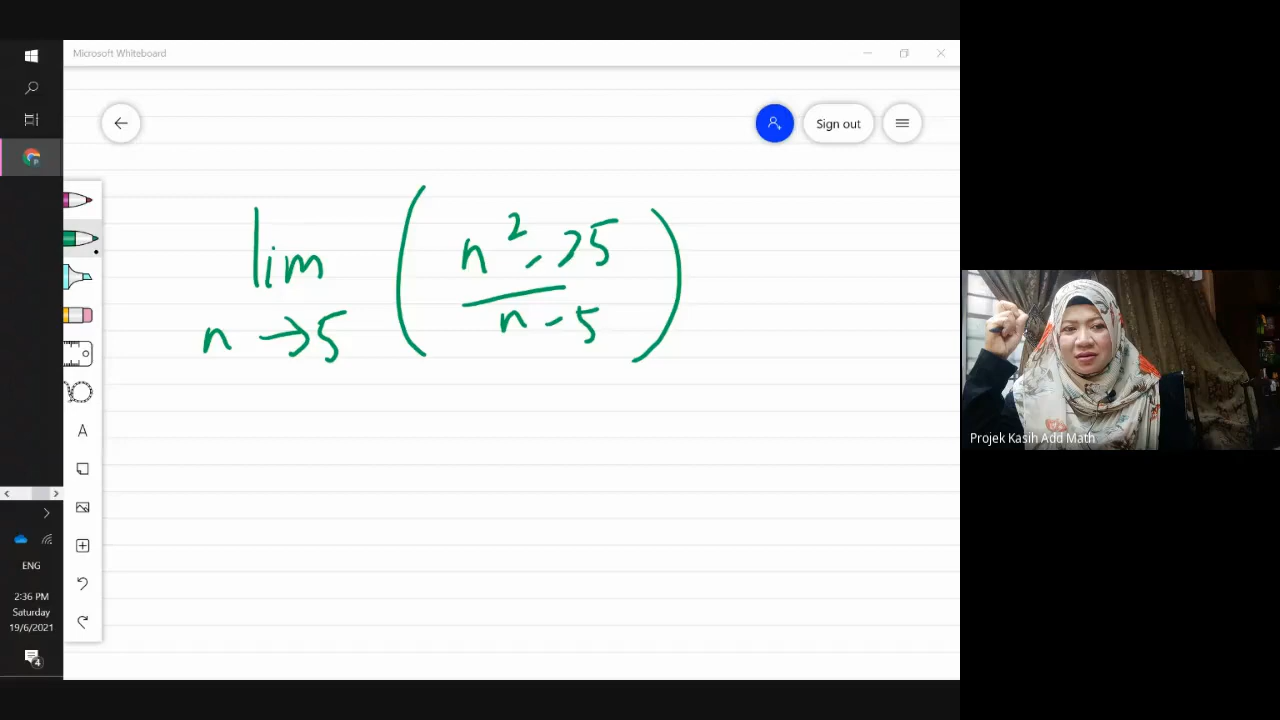 Microsoft Whiteboard
Sign out
lim
n → 5
( n² - 25
n - 5 )
A
Projek Kasih Add Math
ENG
2:36 PM
Saturday
19/6/2021
4